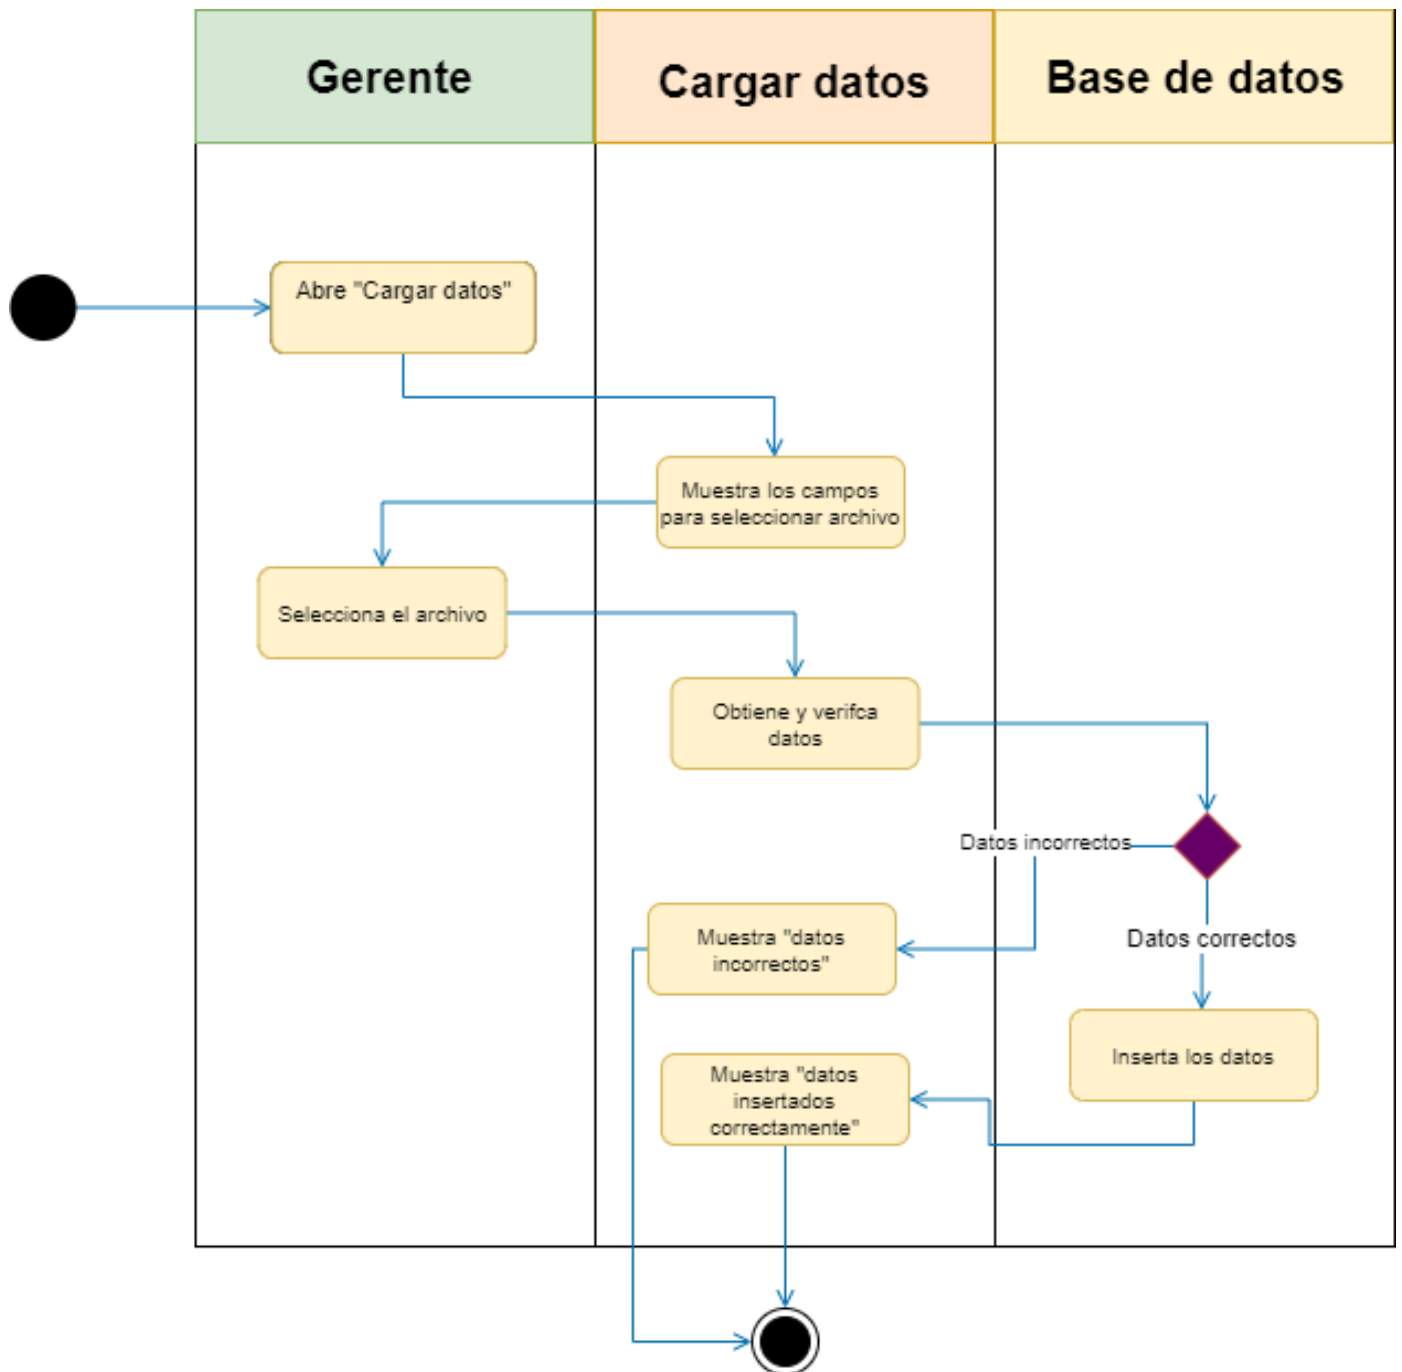 Gerente
Cargar datos
Base de datos
Abre "Cargar datos"
Muestra los campos
para seleccionar archivo
Selecciona el archivo
Obtiene y verifca
datos
Datos incorrectos
Muestra "datos
incorrectos"
Datos correctos
Inserta los datos
Muestra "datos
insertados
correctamente"